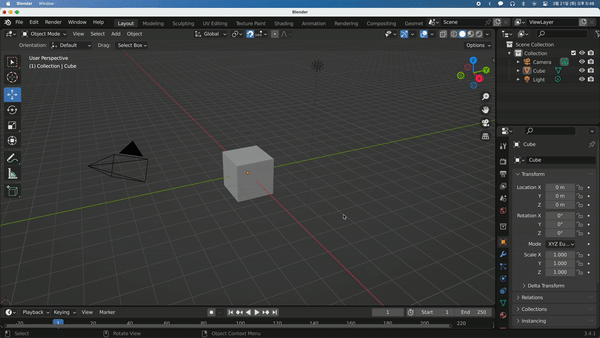 Blender Window
Blender
File Edit Render Window Help Layout Modeling Sculpting UV Editing Texture Paint Shading Animation Rendering Compositing Geome Scene ViewLayer
Object Mode View Select Add Object Global Options
Orientation: Default Drag: Select Box
User Perspective
(1) Collection | Cube
Scene Collection
Collection
Camera
Cube
Light
Cube
Cube
Transform
Location X 0 m
Y 0 m
Z 0 m
Rotation X 0°
Y 0°
Z 0°
Mode XYZ Eu...
Scale X 1.000
Y 1.000
Z 1.000
Delta Transform
Relations
Collections
Instancing
Playback Keying View Marker 1 Start 1 End 250
-20 1 20 40 60 80 100 120 140 160 180 200 220
Select Rotate View Object Context Menu 3.4.1